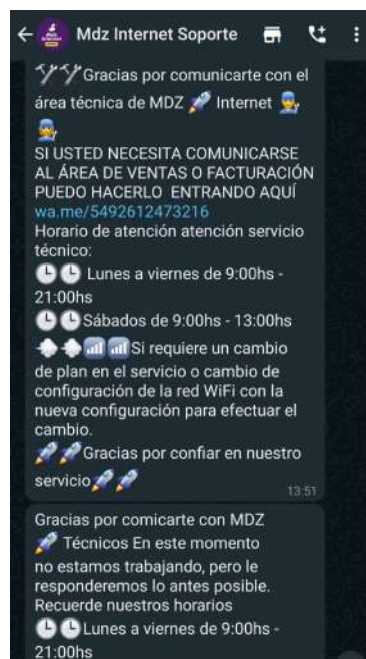 Mdz Internet Soporte
Gracias por comunicarte con el
área técnica de MDZ 🚀 Internet 👨‍🔧
👨‍🔧
SI USTED NECESITA COMUNICARSE
AL ÁREA DE VENTAS O FACTURACIÓN
PUEDO HACERLO ENTRANDO AQUÍ
wa.me/5492612473216
Horario de atención atención servicio
técnico:
🕒🕒 Lunes a viernes de 9:00hs -
21:00hs
🕒🕒Sábados de 9:00hs - 13:00hs
📶📶Si requiere un cambio
de plan en el servicio o cambio de
configuración de la red WiFi con la
nueva configuración para efectuar el
cambio.
🚀🚀Gracias por confiar en nuestro
servicio🚀🚀
13:51
Gracias por comicarte con MDZ
🚀 Técnicos En este momento
no estamos trabajando, pero le
responderemos lo antes posible.
Recuerde nuestros horarios
🕒🕒Lunes a viernes de 9:00hs -
21:00hs